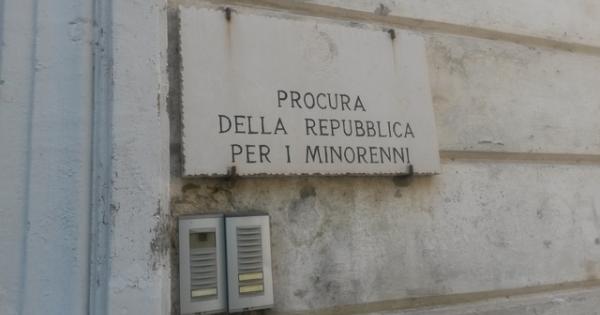 PROCURA
DELLA REPUBBLICA
PER I MINORENNI